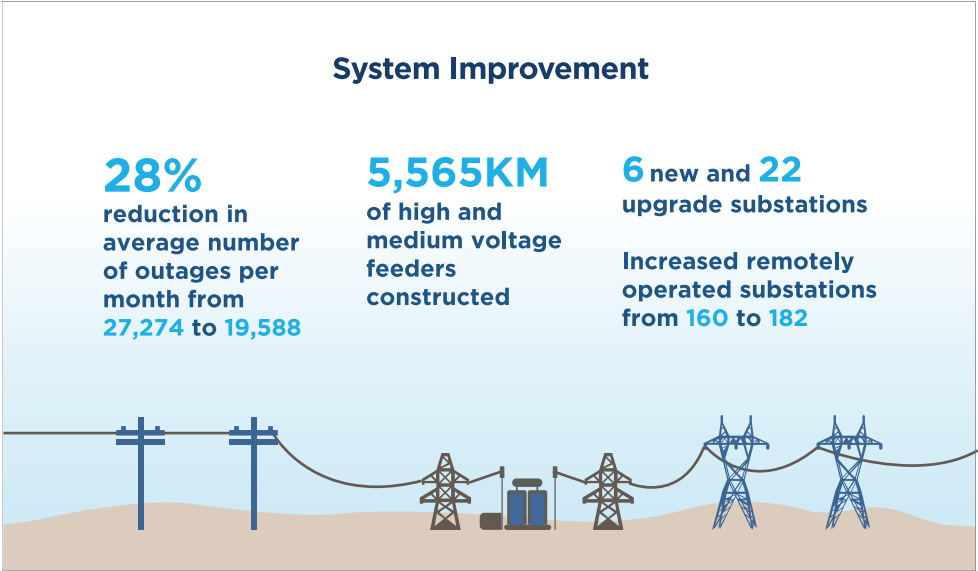 System Improvement
28%
reduction in
average number
of outages per
month from
27,274 to 19,588
5,565KM
of high and
medium voltage
feeders
constructed
6 new and 22
upgrade substations
Increased remotely
operated substations
from 160 to 182